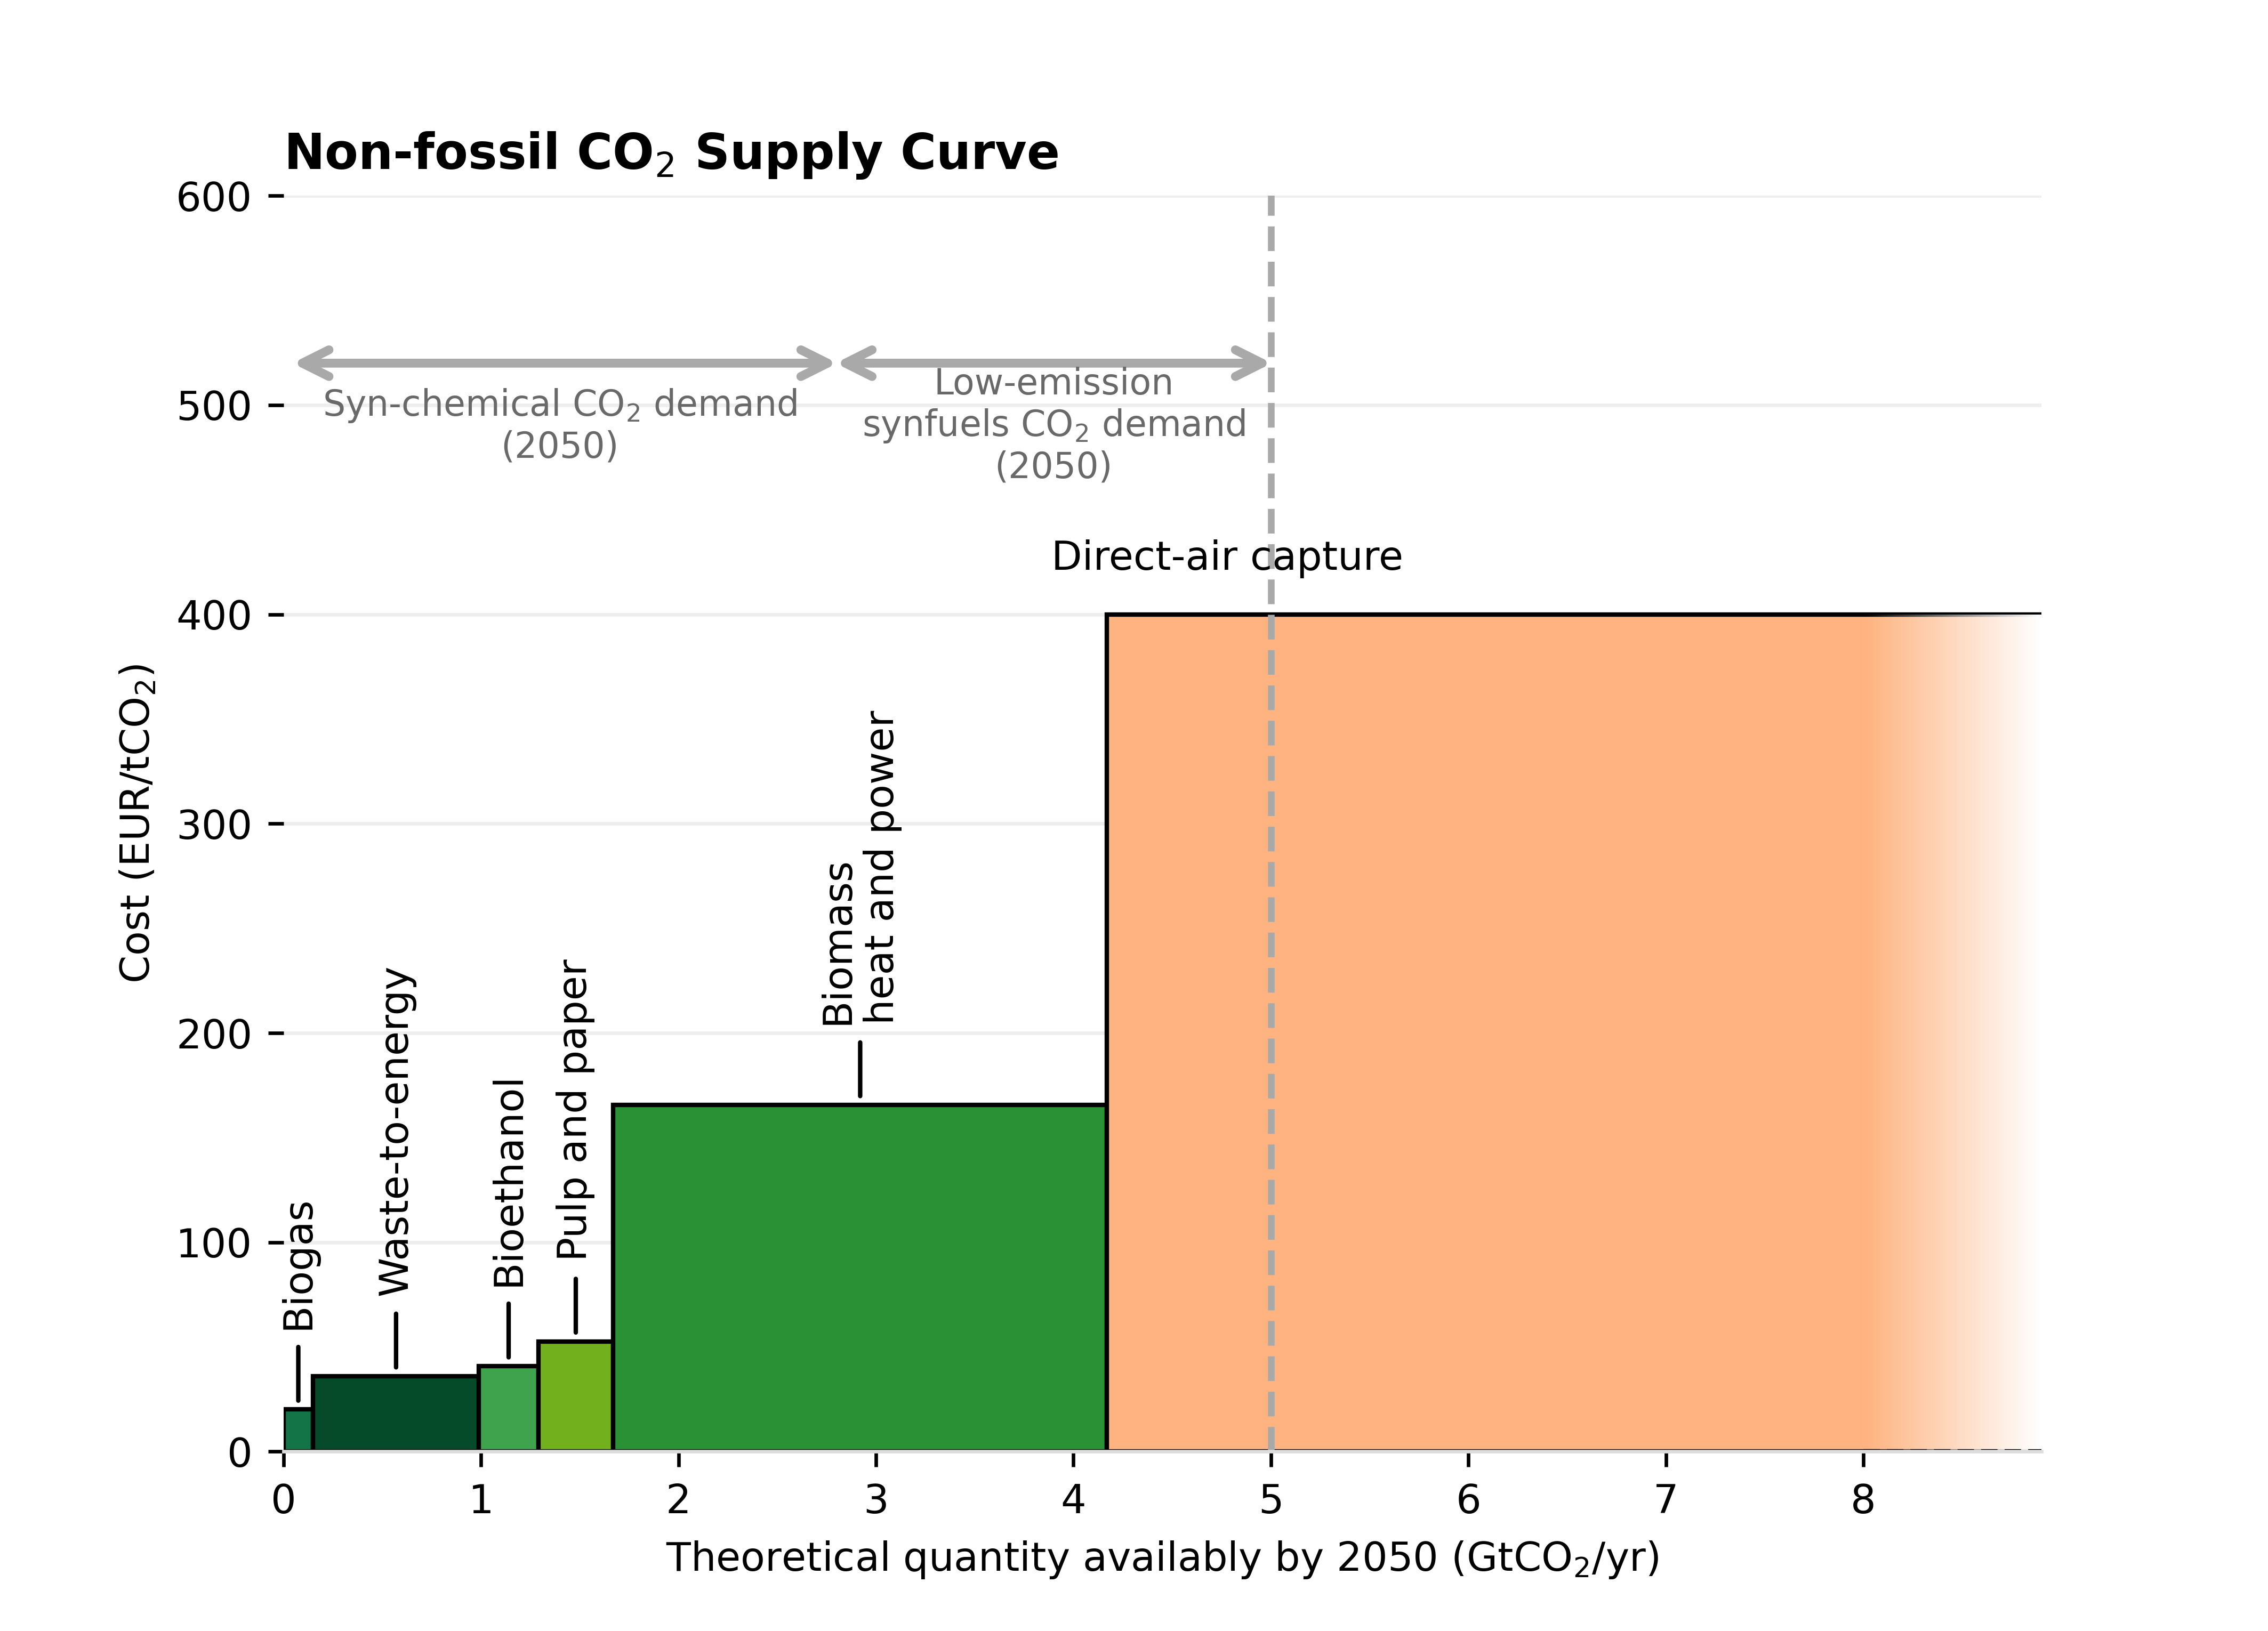 Non-fossil CO₂ Supply Curve
600
500
400
300
200
100
0
Cost (EUR/tCO₂)
Syn-chemical CO₂ demand
(2050)
Low-emission
synfuels CO₂ demand
(2050)
Direct-air capture
Biogas
Waste-to-energy
Bioethanol
Pulp and paper
Biomass
heat and power
0 1 2 3 4 5 6 7 8
Theoretical quantity availably by 2050 (GtCO₂/yr)